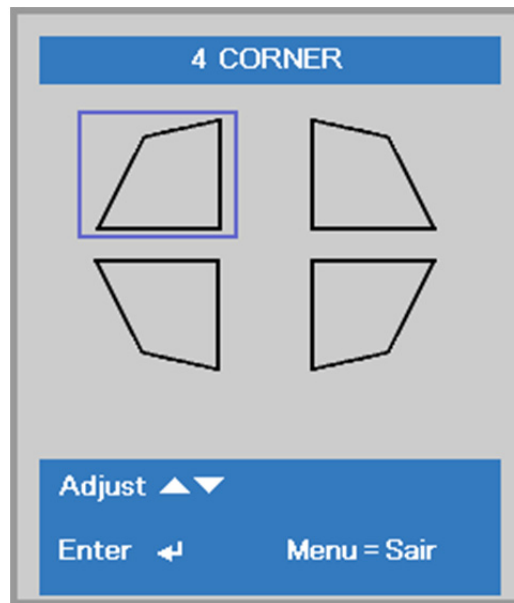 4 CORNER
Adjust ▲▼
Enter ↵
Menu = Sair